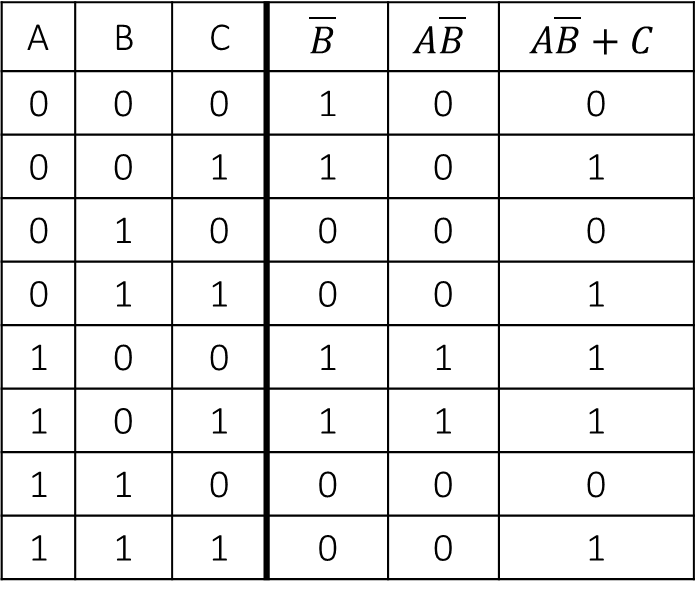 A B C B̅ AB̅ AB̅ + C
0 0 0 1 0 0
0 0 1 1 0 1
0 1 0 0 0 0
0 1 1 0 0 1
1 0 0 1 1 1
1 0 1 1 1 1
1 1 0 0 0 0
1 1 1 0 0 1